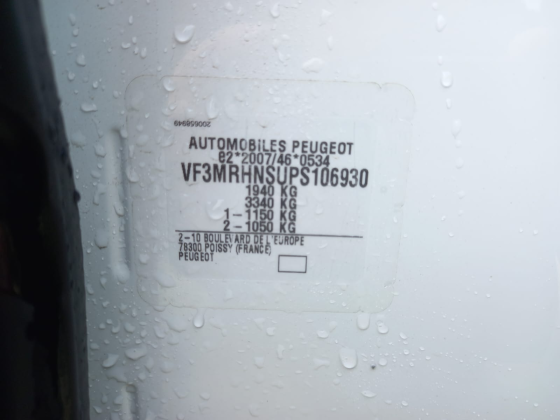 200658949
AUTOMOBILES PEUGEOT
e2*2007/46*0534
VF3MRHNSUPS106930
1940 KG
3340 KG
1-1150 KG
2-1050 KG
2-10 BOULEVARD DE L'EUROPE
78300 POISSY (FRANCE)
PEUGEOT